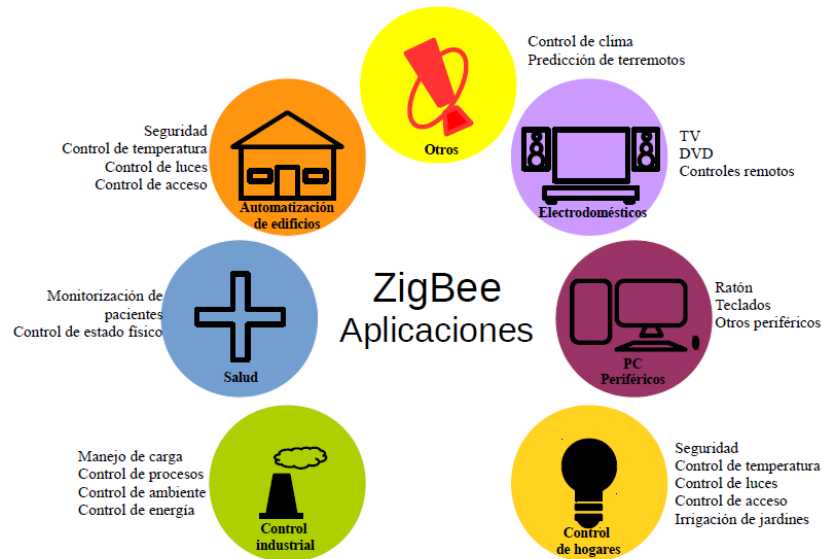 Control de clima
Predicción de terremotos
Otros
Seguridad
Control de temperatura
Control de luces
Control de acceso
Automatización
de edificios
TV
DVD
Controles remotos
Electrodomésticos
Monitorización de
pacientes
Control de estado físico
Salud
ZigBee
Aplicaciones
Ratón
Teclados
Otros periféricos
PC
Periféricos
Manejo de carga
Control de procesos
Control de ambiente
Control de energía
Control
industrial
Seguridad
Control de temperatura
Control de luces
Control de acceso
Irrigación de jardines
Control
de hogares